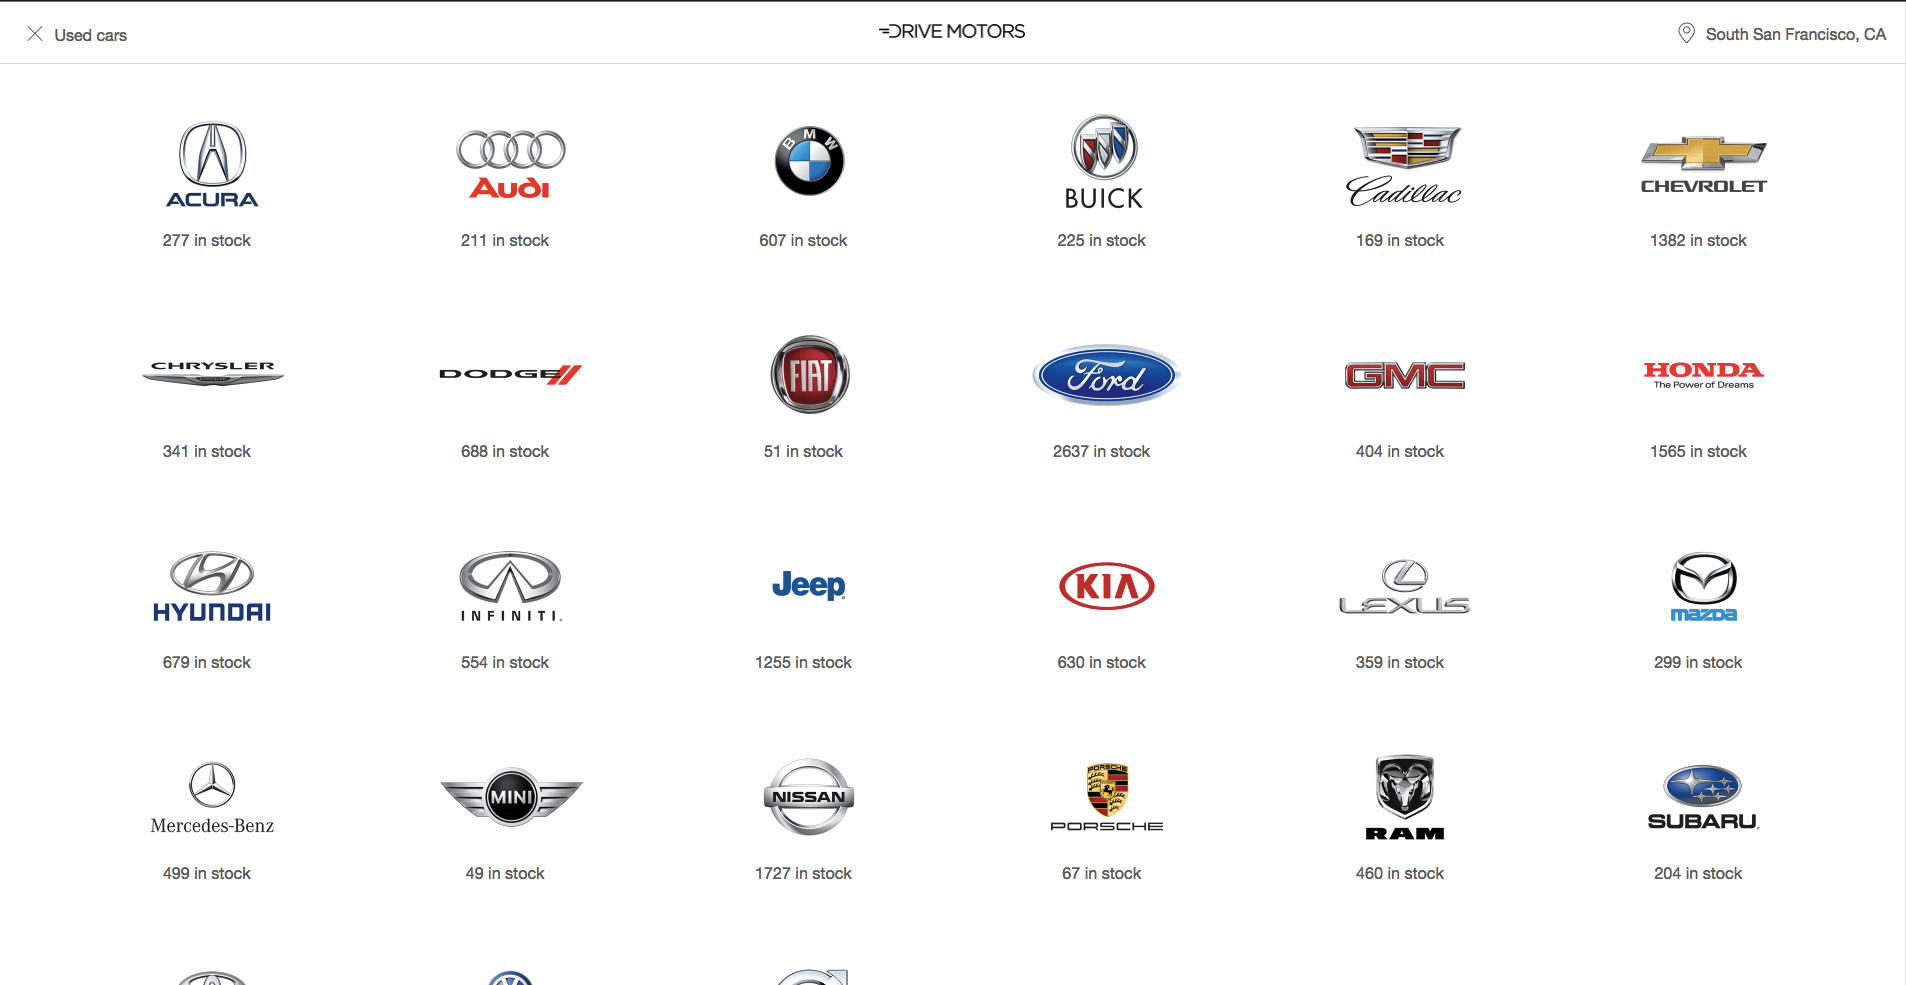 Used cars
DRIVE MOTORS
South San Francisco, CA
ACURA
277 in stock
Audi
211 in stock
BMW
607 in stock
BUICK
225 in stock
Cadillac
169 in stock
CHEVROLET
1382 in stock
CHRYSLER
CHRYSLER
341 in stock
DODGE
688 in stock
FIAT
51 in stock
Ford
2637 in stock
GMC
404 in stock
HONDA
The Power of Dreams
1565 in stock
HYUNDAI
679 in stock
INFINITI.
554 in stock
Jeep
1255 in stock
KIA
630 in stock
LEXUS
359 in stock
mazda
299 in stock
Mercedes-Benz
499 in stock
MINI
49 in stock
NISSAN
1727 in stock
PORSCHE
PORSCHE
67 in stock
RAM
460 in stock
SUBARU
204 in stock